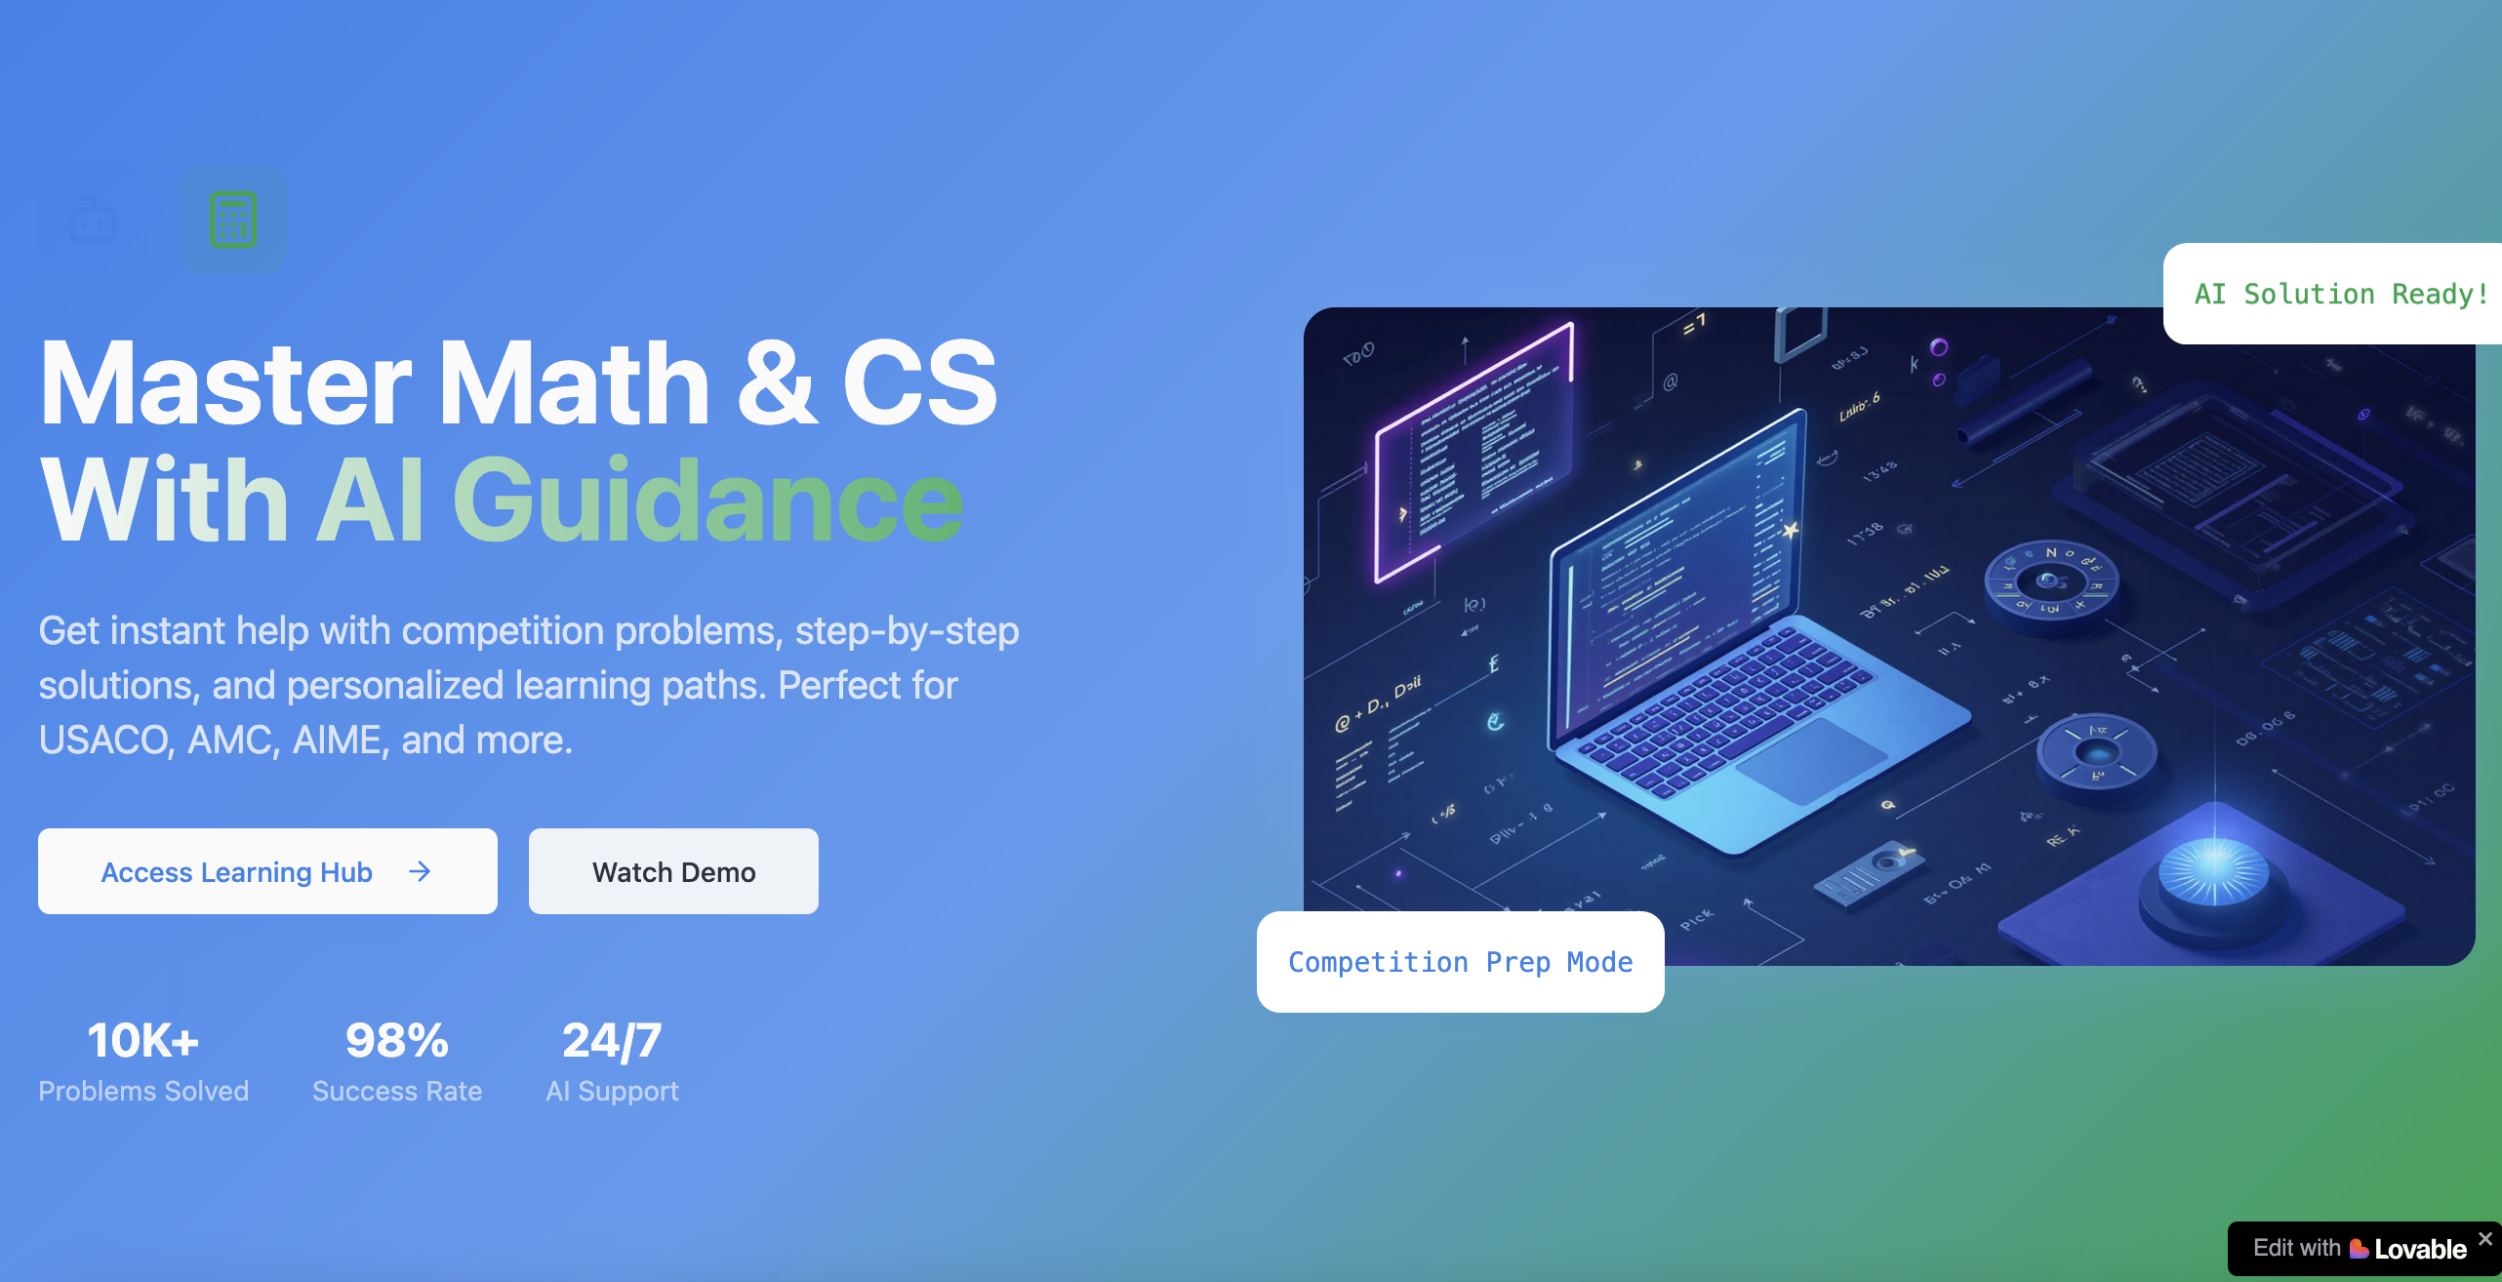 Master Math & CS
With AI Guidance
Get instant help with competition problems, step-by-step
solutions, and personalized learning paths. Perfect for
USACO, AMC, AIME, and more.
Access Learning Hub →
Watch Demo
10K+
Problems Solved
98%
Success Rate
24/7
AI Support
AI Solution Ready!
Competition Prep Mode
Edit with Lovable